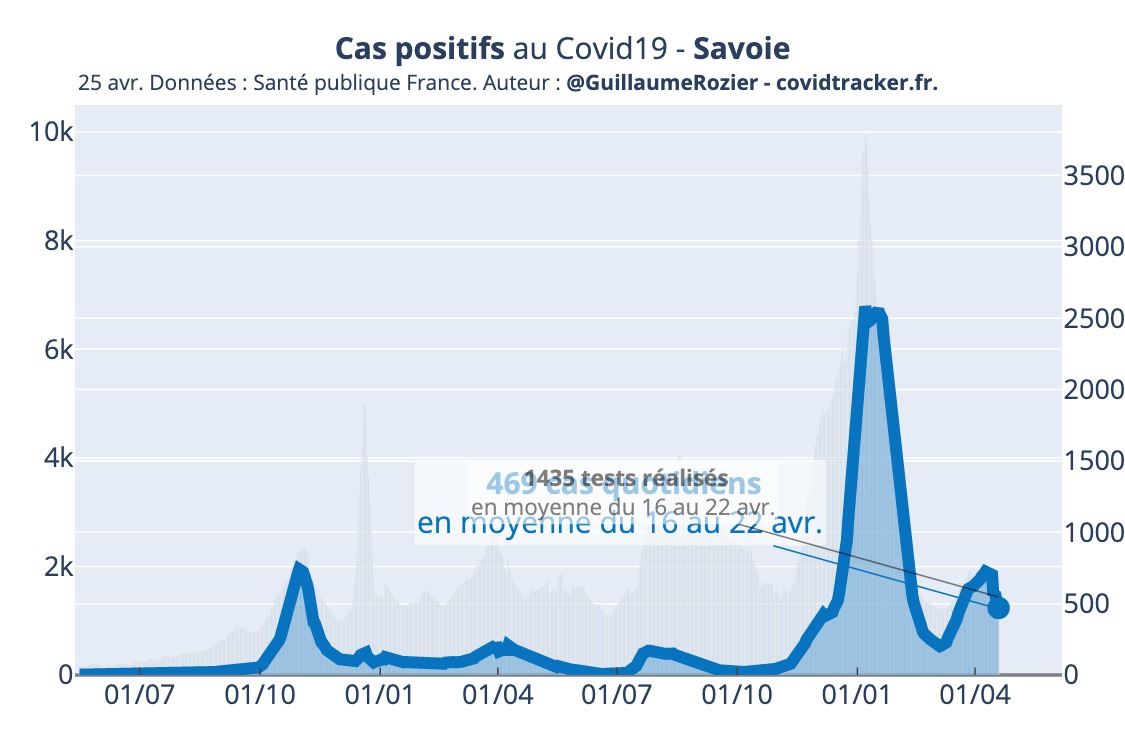 Cas positifs au Covid19 - Savoie
25 avr. Données : Santé publique France. Auteur : @GuillaumeRozier - covidtracker.fr.
10k
8k
6k
4k
2k
0
3500
3000
2500
2000
1500
1000
500
0
1435 tests réalisés
en moyenne du 16 au 22 avr.
469 cas quotidiens
en moyenne du 16 au 22 avr.
01/07 01/10 01/01 01/04 01/07 01/10 01/01 01/04